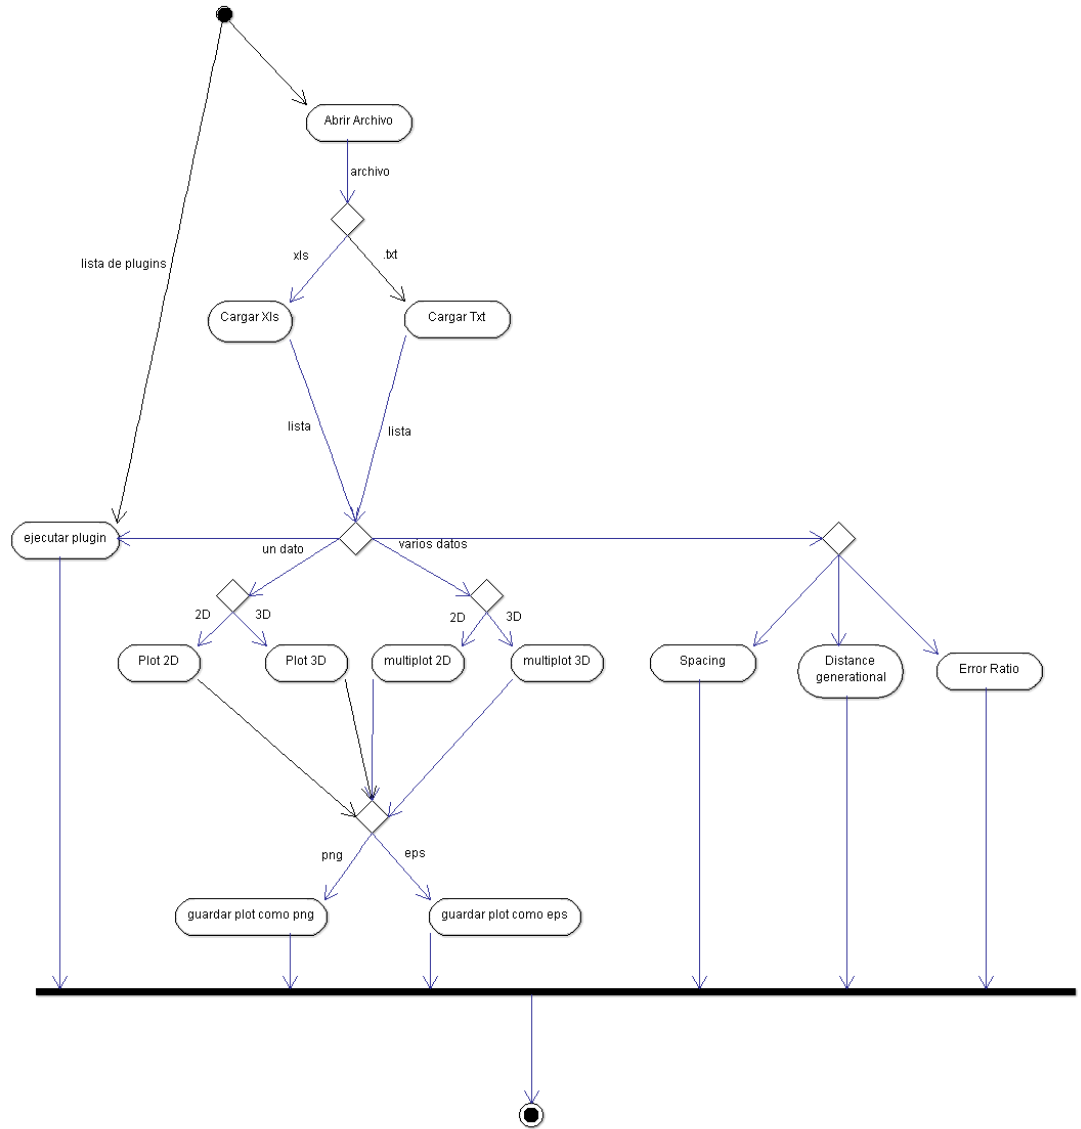 Abrir Archivo
archivo
xls
.txt
lista de plugins
Cargar Xls
Cargar Txt
lista
lista
ejecutar plugin
un dato
varios datos
2D
3D
2D
3D
Plot 2D
Plot 3D
multiplot 2D
multiplot 3D
Spacing
Distance
generational
Error Ratio
png
eps
guardar plot como png
guardar plot como eps